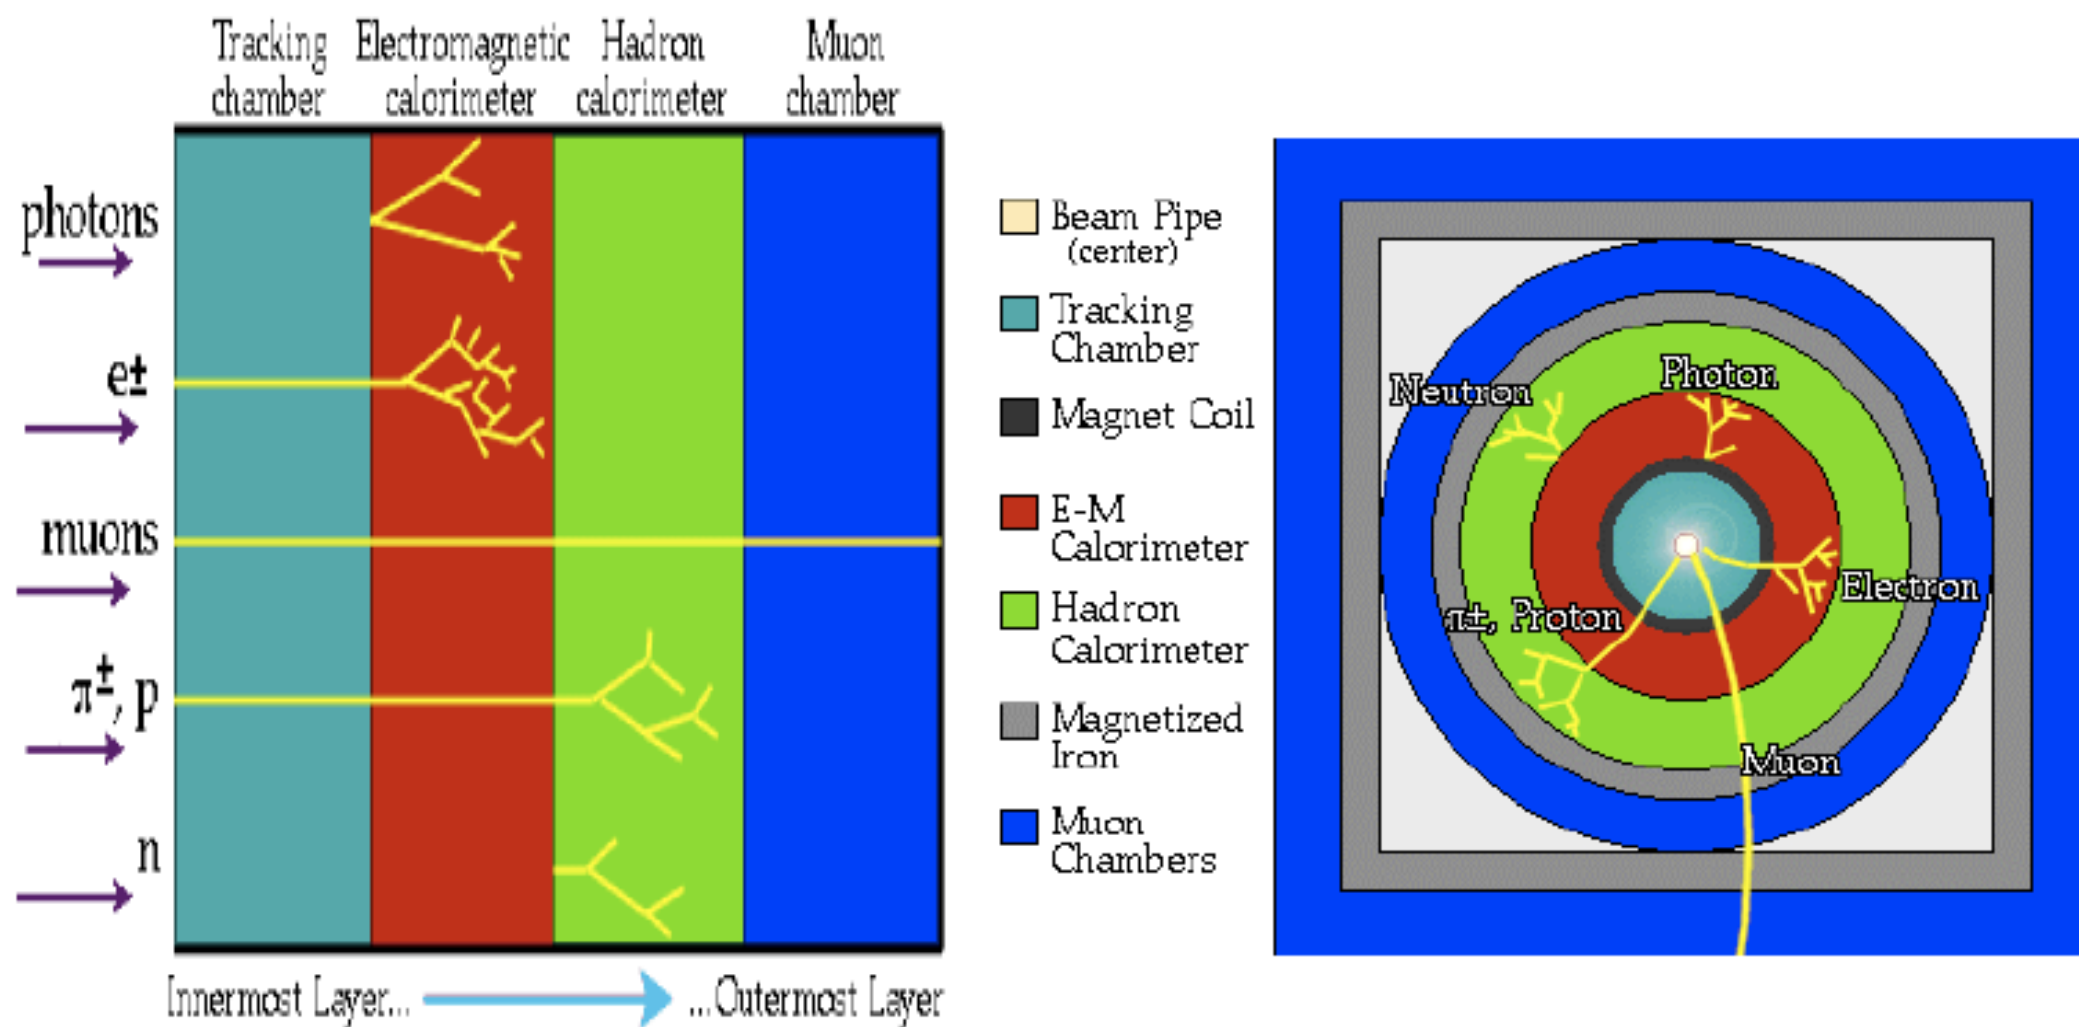 Tracking
chamber
Electromagnetic
calorimeter
Hadron
calorimeter
Muon
chamber
photons
e±
muons
π±, p
n
Innermost Layer...
...Outermost Layer
Beam Pipe
(center)
Tracking
Chamber
Magnet Coil
E-M
Calorimeter
Hadron
Calorimeter
Magnetized
Iron
Muon
Chambers
Neutron
Photon
Electron
π±, Proton
Muon